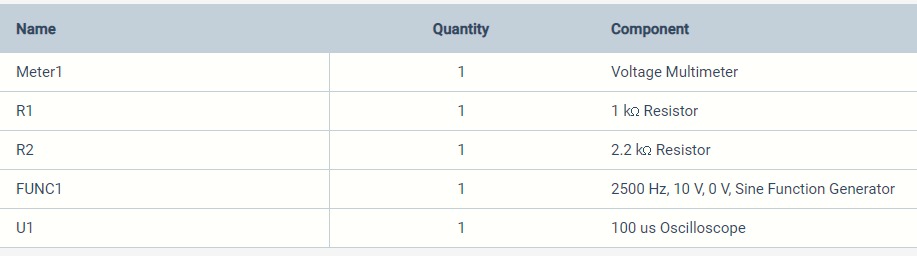 Name Quantity Component
Meter1 1 Voltage Multimeter
R1 1 1 kΩ Resistor
R2 1 2.2 kΩ Resistor
FUNC1 1 2500 Hz, 10 V, 0 V, Sine Function Generator
U1 1 100 us Oscilloscope